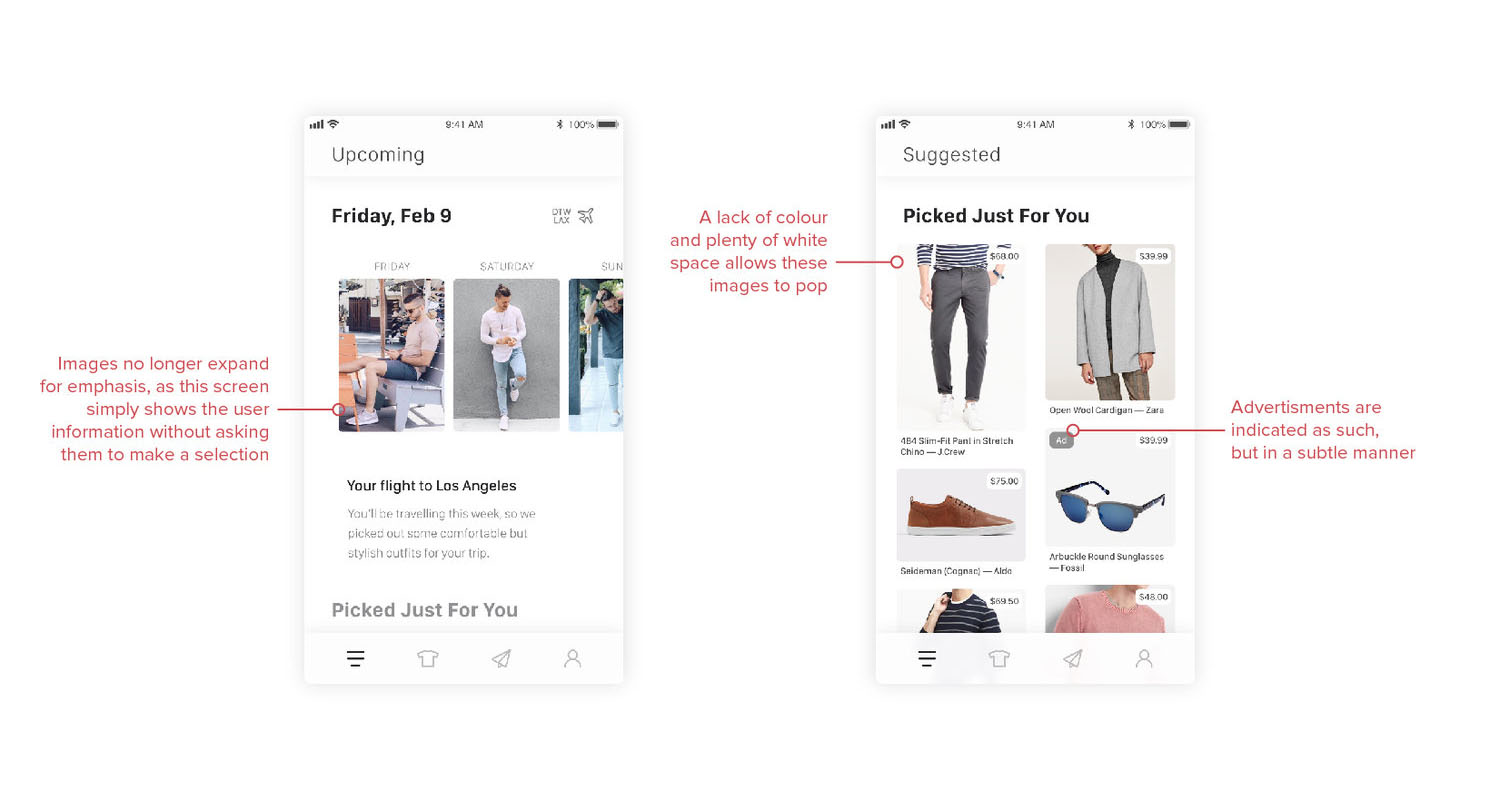 9:41 AM
100%
Upcoming
Friday, Feb 9
DTW
LAX
FRIDAY
SATURDAY
SUN
Images no longer expand
for emphasis, as this screen
simply shows the user
information without asking
them to make a selection
Your flight to Los Angeles
You'll be travelling this week, so we
picked out some comfortable but
stylish outfits for your trip.
Picked Just For You
A lack of colour
and plenty of white
space allows these
images to pop
9:41 AM
100%
Suggested
Picked Just For You
$68.00
484 Slim-Fit Pant in Stretch
Chino — J.Crew
$75.00
Seideman (Cognac) — Aldo
$69.50
$39.99
Open Wool Cardigan — Zara
Ad
$39.99
Arbuckle Round Sunglasses
— Fossil
$48.00
Advertisments are
indicated as such,
but in a subtle manner